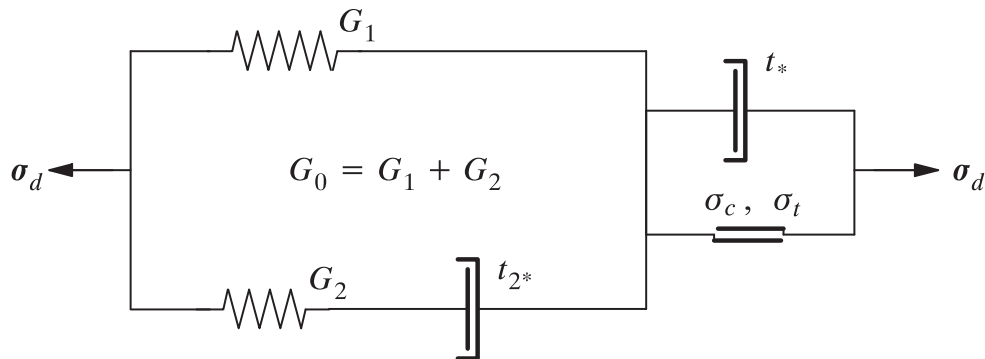 G₁
t*
σd
G₀ = G₁ + G₂
σd
σc , σt
G₂
t₂*